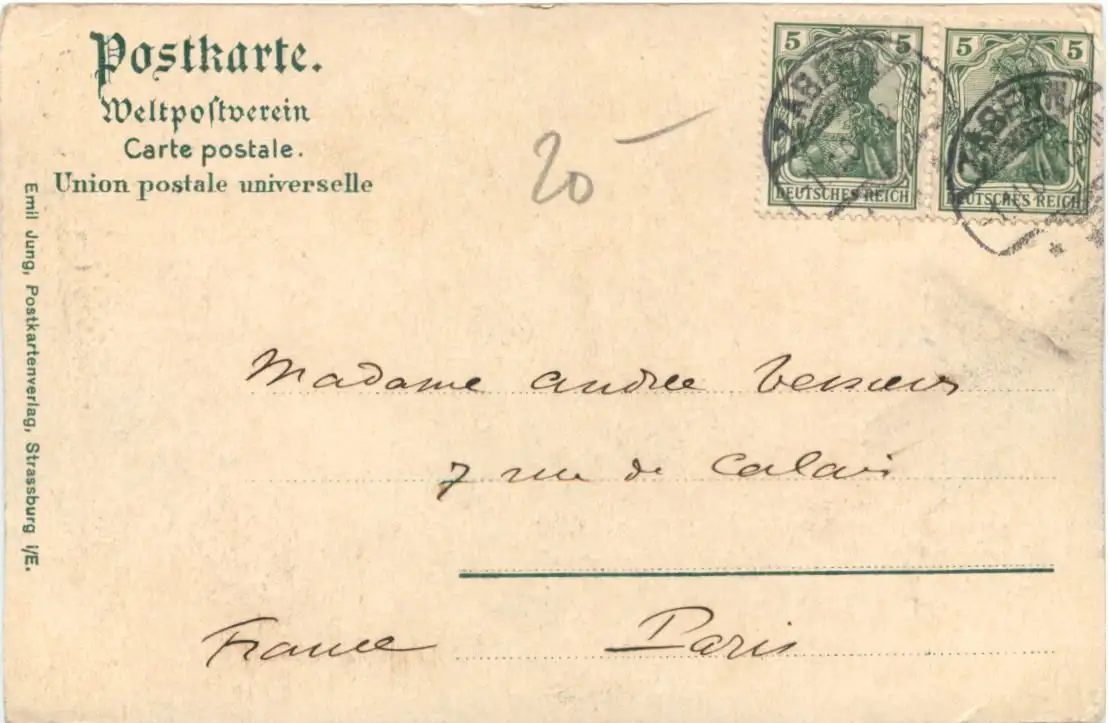 Postkarte.
Weltpostverein
Carte postale.
Union postale universelle
Emil Jung, Postkartenverlag, Strassburg i/E.
20
5 5
DEUTSCHES REICH
5 5
DEUTSCHES REICH
ZABERN
Madame andrée
7 rue de Calais
Paris
France